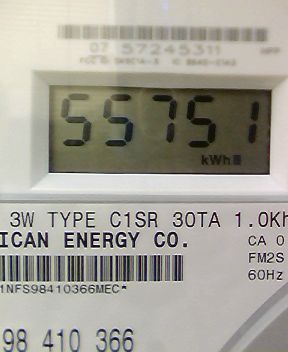 07 57245311
55751
kWh
3W TYPE C1SR 30TA 1.0Kh
ICAN ENERGY CO.
CA 0
FM2S
60Hz
1NFS98410366MEC*
98 410 366